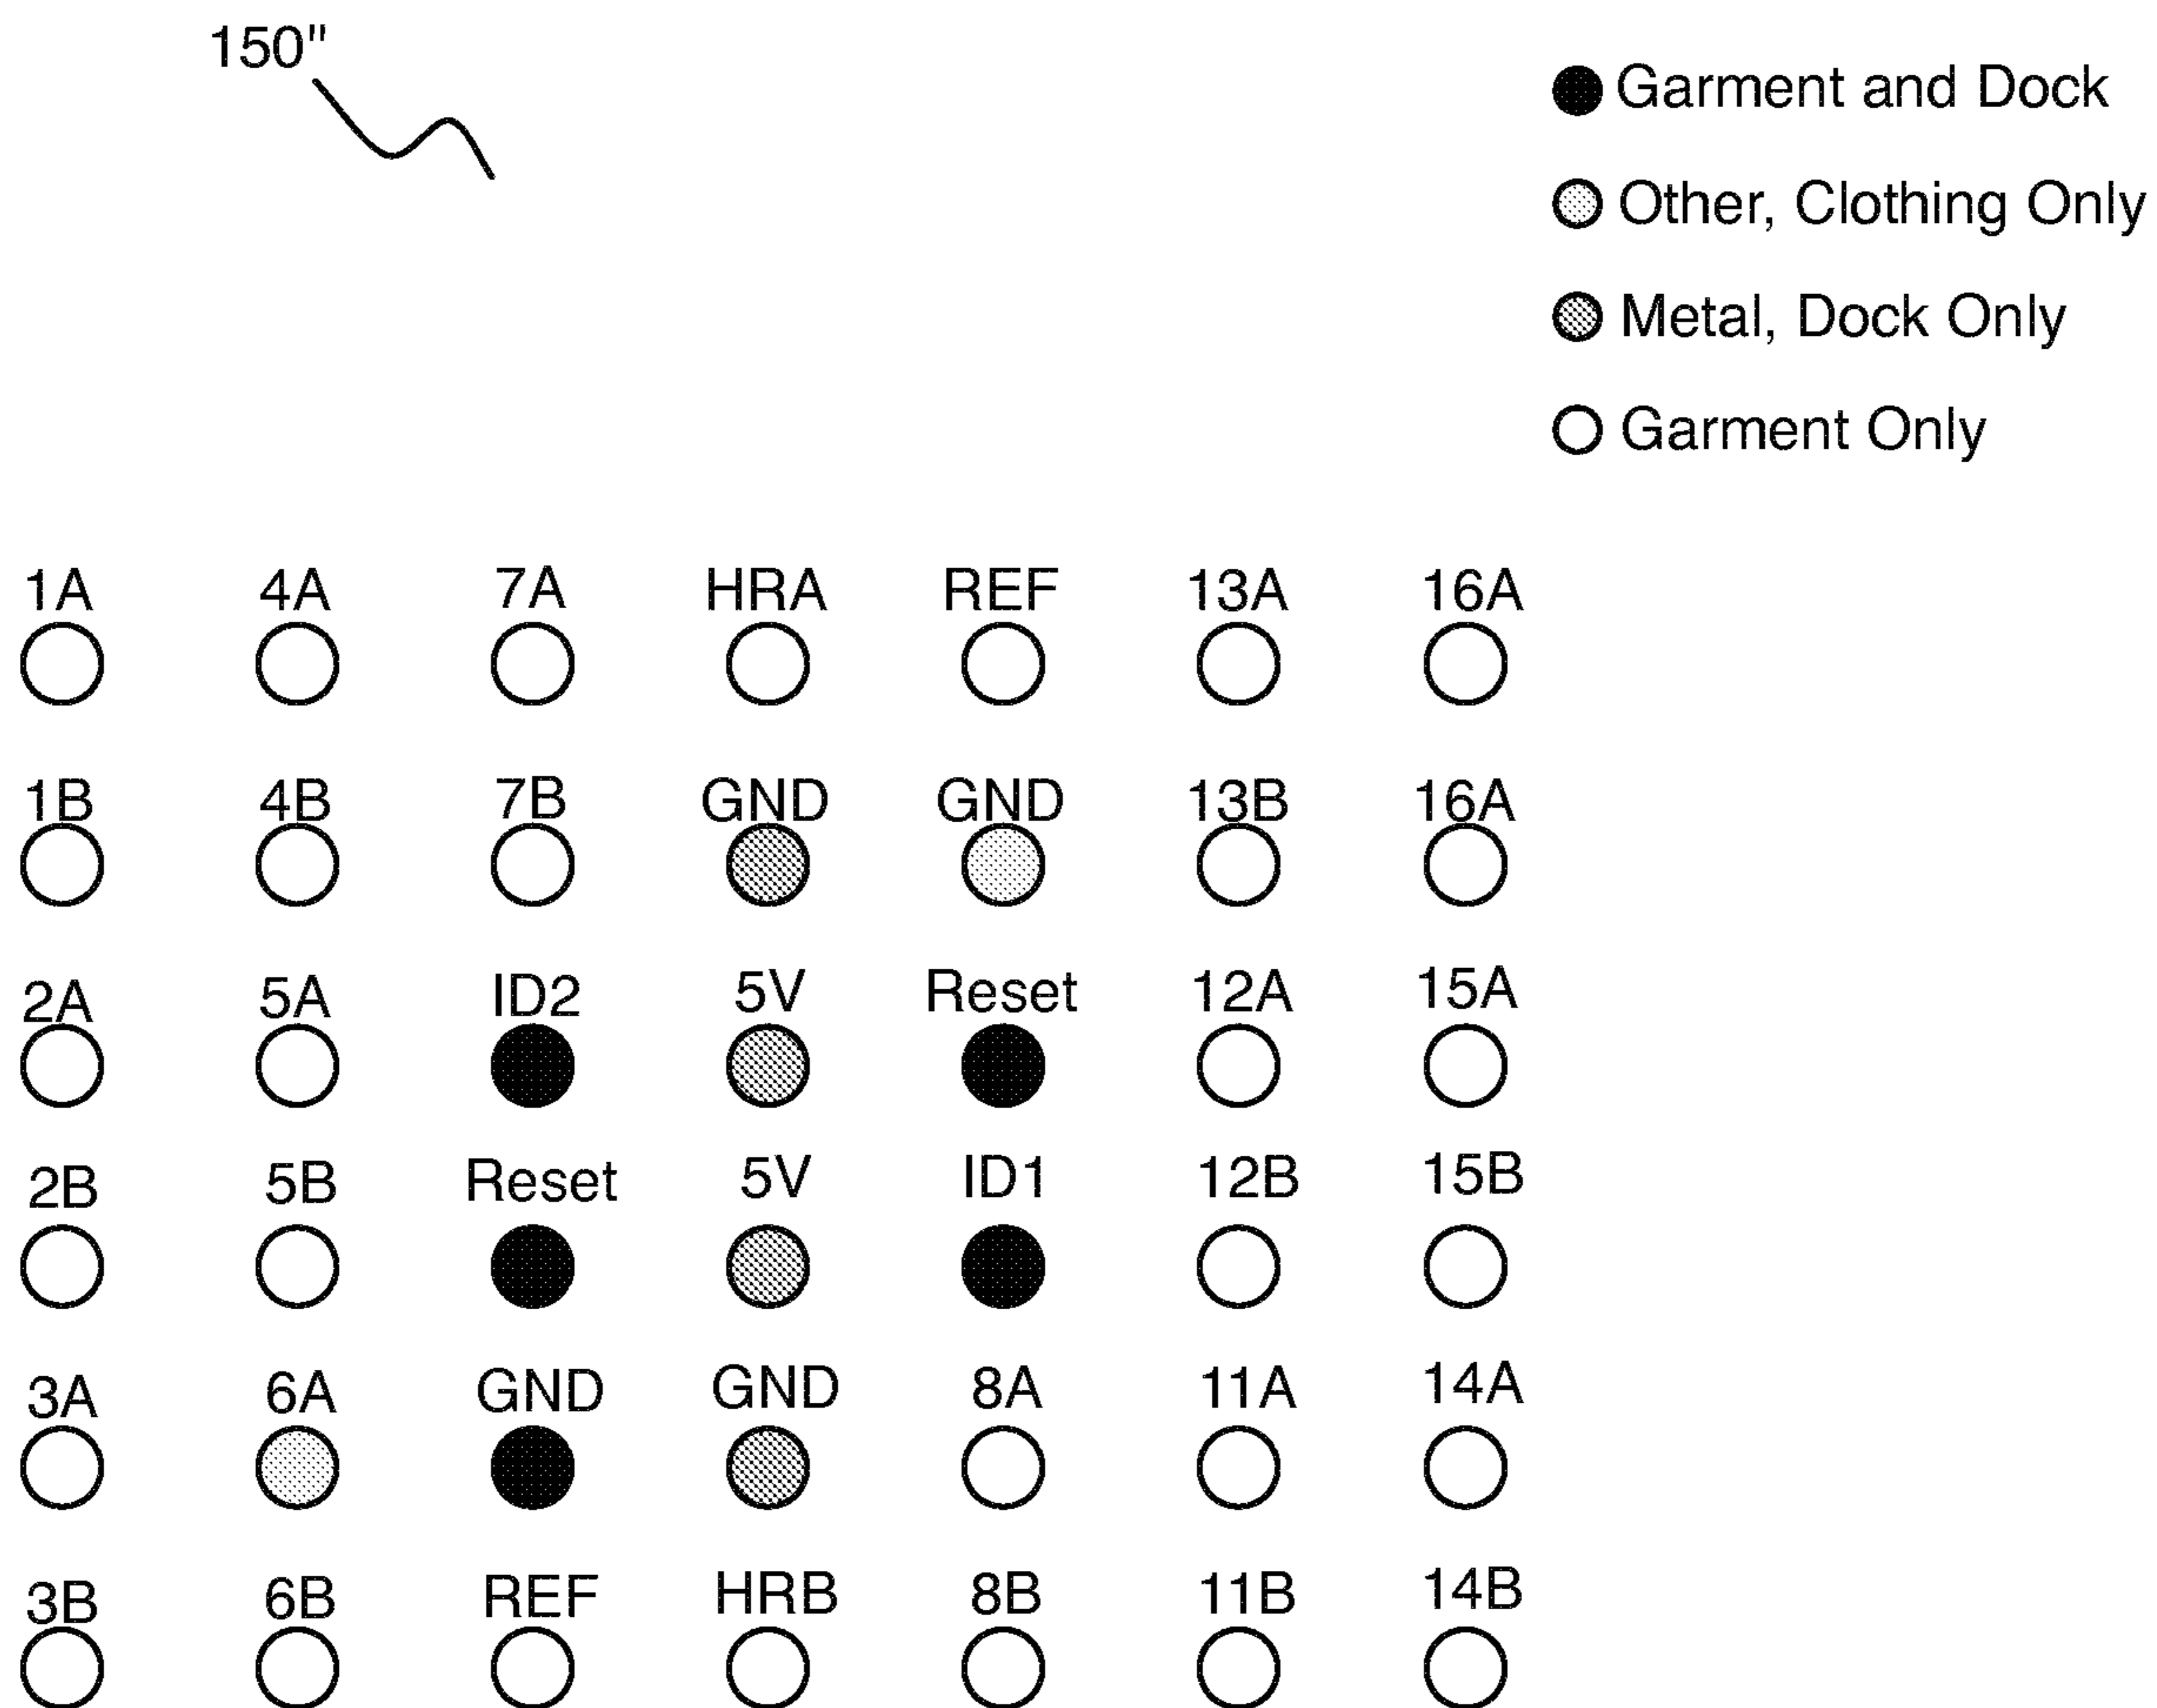 150"
Garment and Dock
Other, Clothing Only
Metal, Dock Only
Garment Only
1A 4A 7A HRA REF 13A 16A
1B 4B 7B GND GND 13B 16A
2A 5A ID2 5V Reset 12A 15A
2B 5B Reset 5V ID1 12B 15B
3A 6A GND GND 8A 11A 14A
3B 6B REF HRB 8B 11B 14B